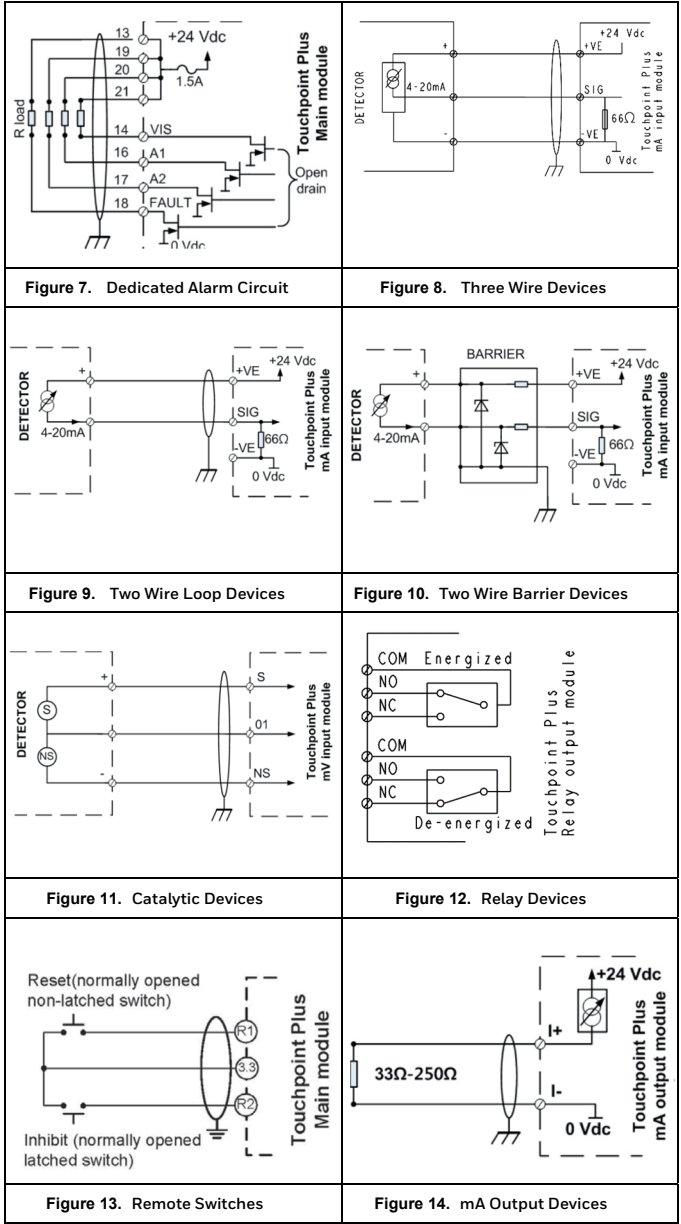 13
+24 Vdc
19
20
1.5A
21
R load
14 VIS
16 A1
17 A2
18 FAULT
Open
drain
0 Vdc
Touchpoint Plus
Main module
Figure 7. Dedicated Alarm Circuit
DETECTOR
+
4-20mA
-
+24 Vdc
+VE
SIG
66Ω
-VE
0 Vdc
Touchpoint Plus
mA input module
Figure 8. Three Wire Devices
DETECTOR
+
4-20mA
+24 Vdc
+VE
SIG
66Ω
-VE
0 Vdc
Touchpoint Plus
mA input module
Figure 9. Two Wire Loop Devices
BARRIER
DETECTOR
+
4-20mA
+24 Vdc
+VE
SIG
66Ω
-VE
0 Vdc
Touchpoint Plus
mA input module
Figure 10. Two Wire Barrier Devices
DETECTOR
+
S
NS
-
S
01
NS
Touchpoint Plus
mV input module
Figure 11. Catalytic Devices
COM Energized
NO
NC
COM
NO
NC
De-energized
Touchpoint Plus
Relay output module
Figure 12. Relay Devices
Reset(normally opened
non-latched switch)
R1
3.3
R2
Inhibit (normally opened
latched switch)
Touchpoint Plus
Main module
Figure 13. Remote Switches
+24 Vdc
I+
33Ω-250Ω
I-
0 Vdc
Touchpoint Plus
mA output module
Figure 14. mA Output Devices